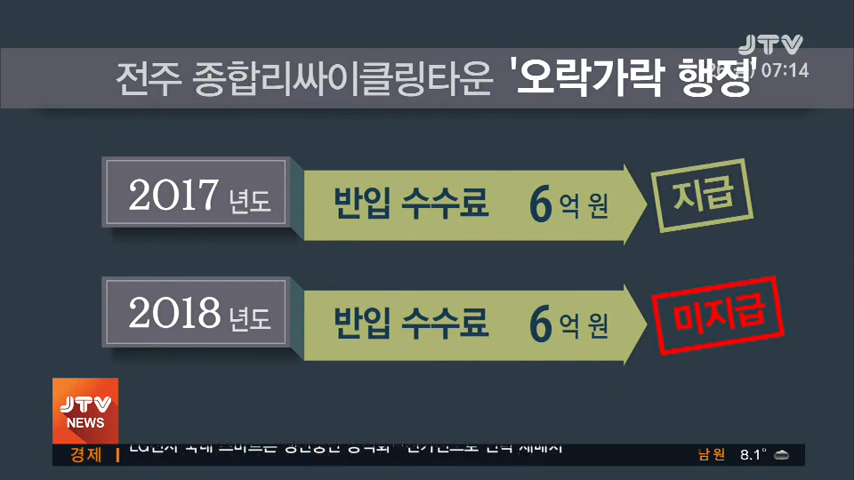 JTV
07:14
전주 종합리싸이클링타운 '오락가락 행정'
2017 년도 반입 수수료 6 억 원 지급
2018 년도 반입 수수료 6 억 원 미지급
JTV
NEWS
경제
남원 8.1°